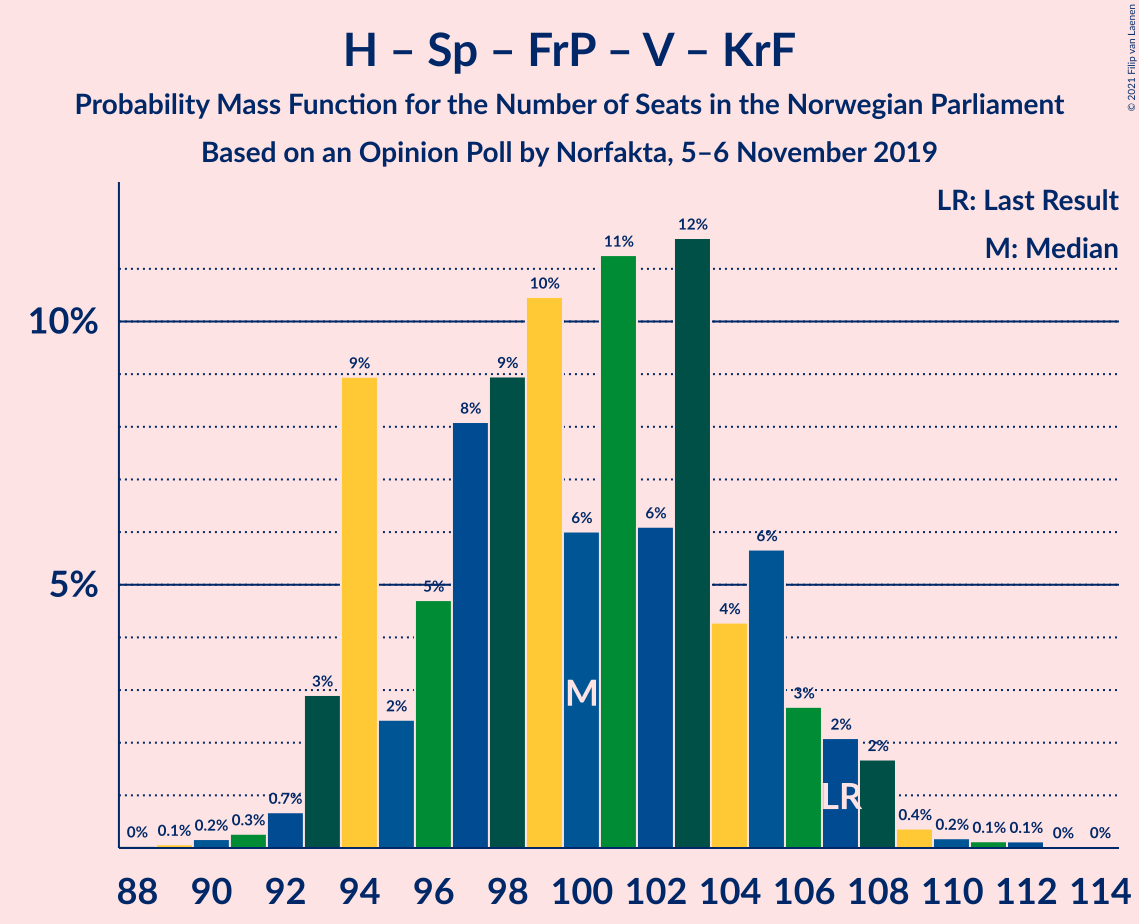 © 2021 Filip van Laenen
H – Sp – FrP – V – KrF
Probability Mass Function for the Number of Seats in the Norwegian Parliament
Based on an Opinion Poll by Norfakta, 5–6 November 2019
LR: Last Result
M: Median
10%
5%
0% 0.1% 0.2% 0.3% 0.7% 3% 9% 2% 5% 8% 9% 10% 6% 11% 6% 12% 4% 6% 3% 2% 2% 0.4% 0.2% 0.1% 0.1% 0% 0%
M
LR
88 90 92 94 96 98 100 102 104 106 108 110 112 114